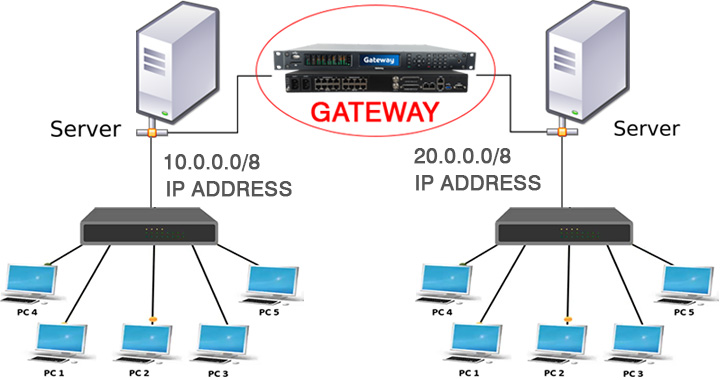 Gateway
GATEWAY
Server
Server
10.0.0.0/8
IP ADDRESS
20.0.0.0/8
IP ADDRESS
PC 4
PC 5
PC 1
PC 2
PC 3
PC 4
PC 5
PC 1
PC 2
PC 3